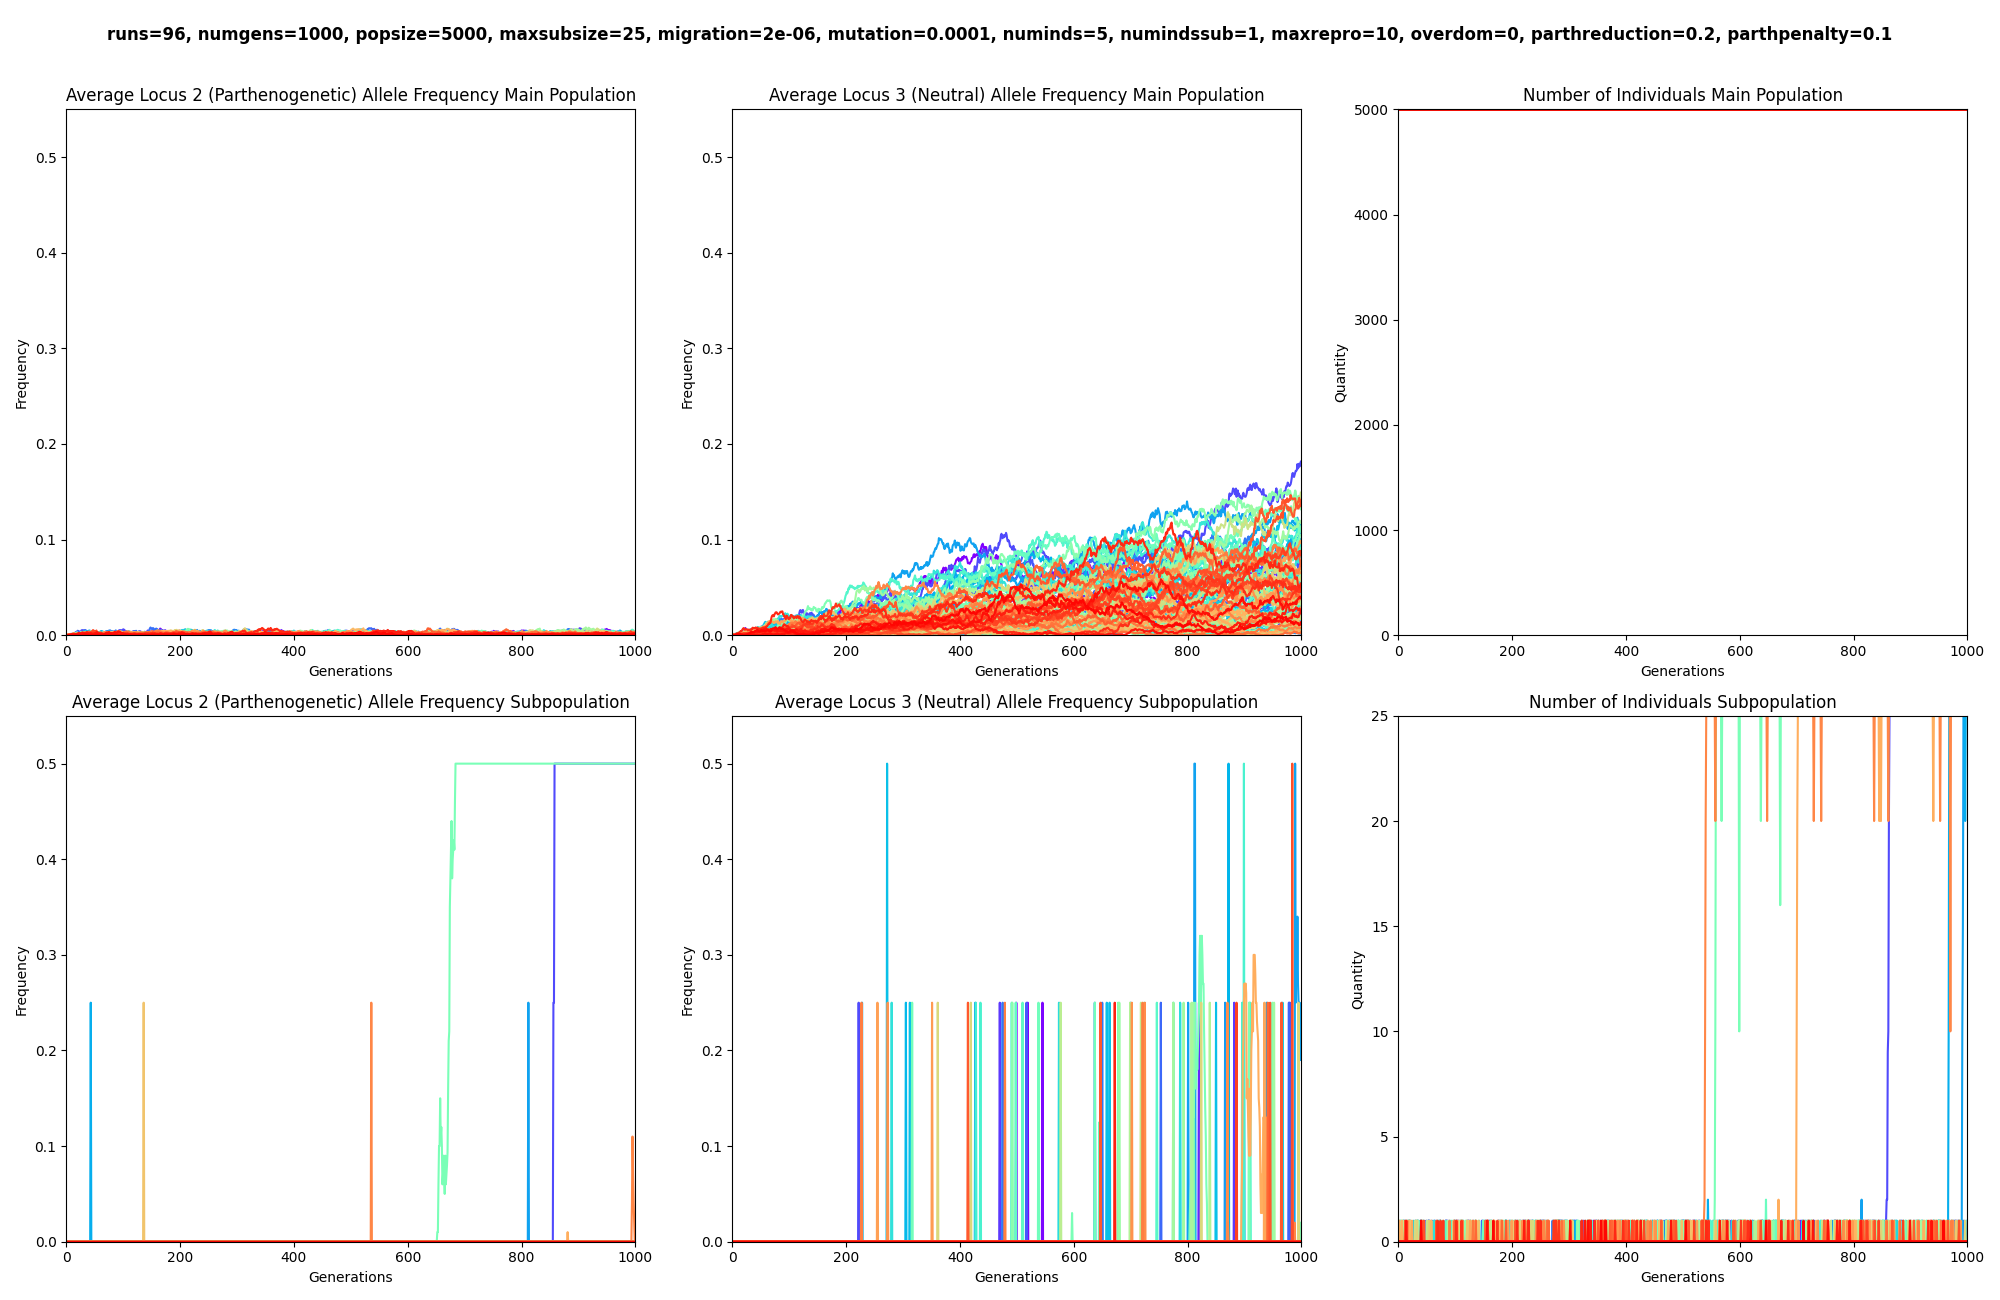 runs=96, numgens=1000, popsize=5000, maxsubsize=25, migration=2e-06, mutation=0.0001, numinds=5, numindssub=1, maxrepro=10, overdom=0, parthreduction=0.2, parthpenalty=0.1
Average Locus 2 (Parthenogenetic) Allele Frequency Main Population
0.5
0.4
0.3
0.2
0.1
0.0
Frequency
0 200 400 600 800 1000
Generations
Average Locus 3 (Neutral) Allele Frequency Main Population
0.5
0.4
0.3
0.2
0.1
0.0
Frequency
0 200 400 600 800 1000
Generations
Number of Individuals Main Population
5000
4000
3000
2000
1000
0
Quantity
0 200 400 600 800 1000
Generations
Average Locus 2 (Parthenogenetic) Allele Frequency Subpopulation
0.5
0.4
0.3
0.2
0.1
0.0
Frequency
0 200 400 600 800 1000
Generations
Average Locus 3 (Neutral) Allele Frequency Subpopulation
0.5
0.4
0.3
0.2
0.1
0.0
Frequency
0 200 400 600 800 1000
Generations
Number of Individuals Subpopulation
25
20
15
10
5
0
Quantity
0 200 400 600 800 1000
Generations